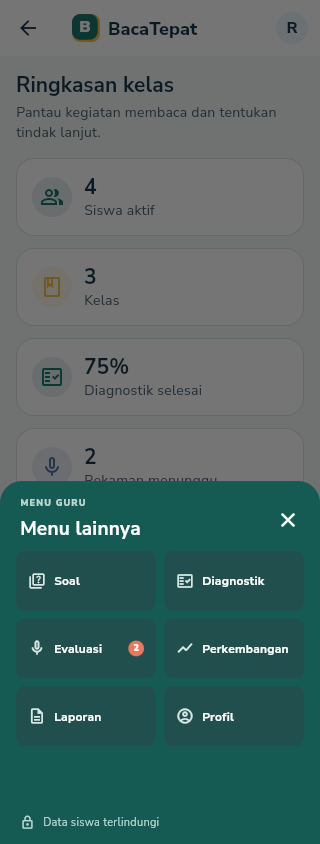 B BacaTepat R
Ringkasan kelas
Pantau kegiatan membaca dan tentukan
tindak lanjut.
4
Siswa aktif
3
Kelas
75%
Diagnostik selesai
2
Rekaman menunggu
MENU GURU
Menu lainnya
Soal Diagnostik
Evaluasi 2 Perkembangan
Laporan Profil
Data siswa terlindungi